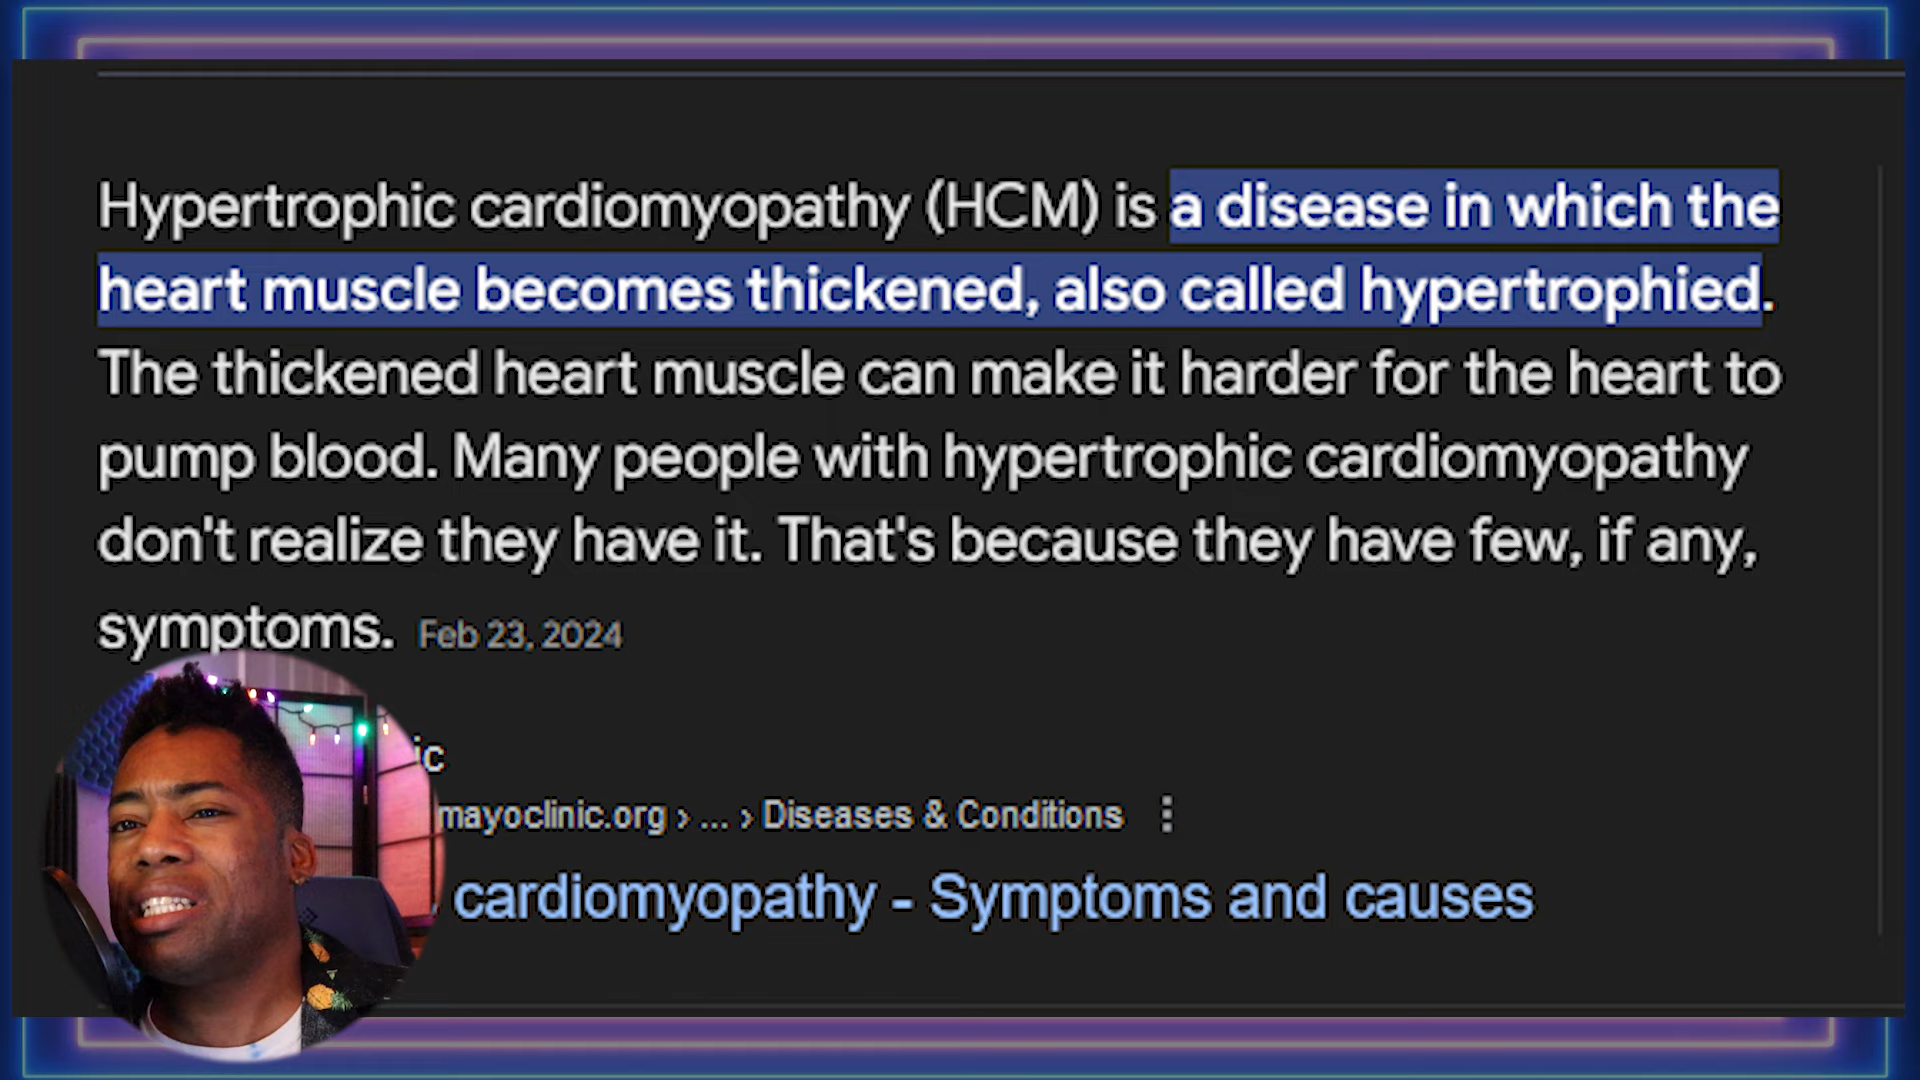 Hypertrophic cardiomyopathy (HCM) is a disease in which the
heart muscle becomes thickened, also called hypertrophied.
The thickened heart muscle can make it harder for the heart to
pump blood. Many people with hypertrophic cardiomyopathy
don't realize they have it. That's because they have few, if any,
symptoms. Feb 23, 2024
ic
mayoclinic.org › ... › Diseases & Conditions
cardiomyopathy - Symptoms and causes